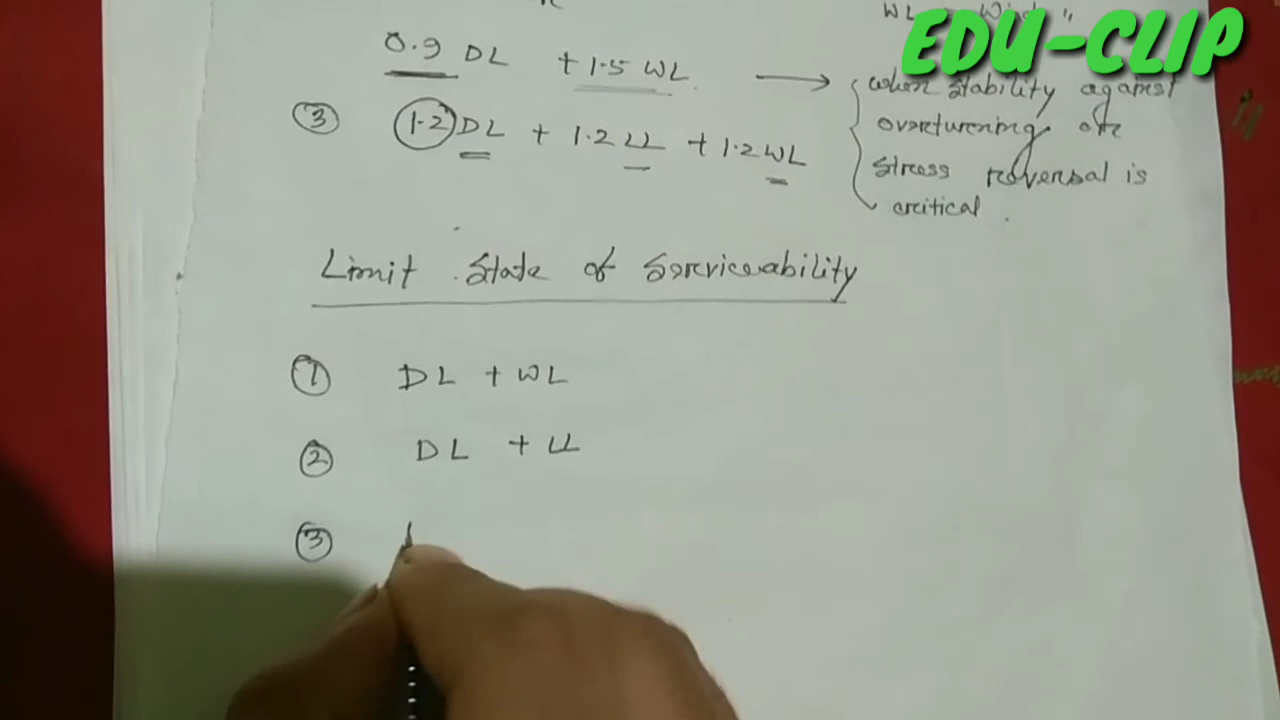 WL
EDU-CLIP
0.9 DL + 1.5 WL
when stability against
overturning or
stress reversal is
critical.
③ 1.2 DL + 1.2 LL + 1.2 WL
Limit State of Serviceability
① DL + WL
② DL + LL
③